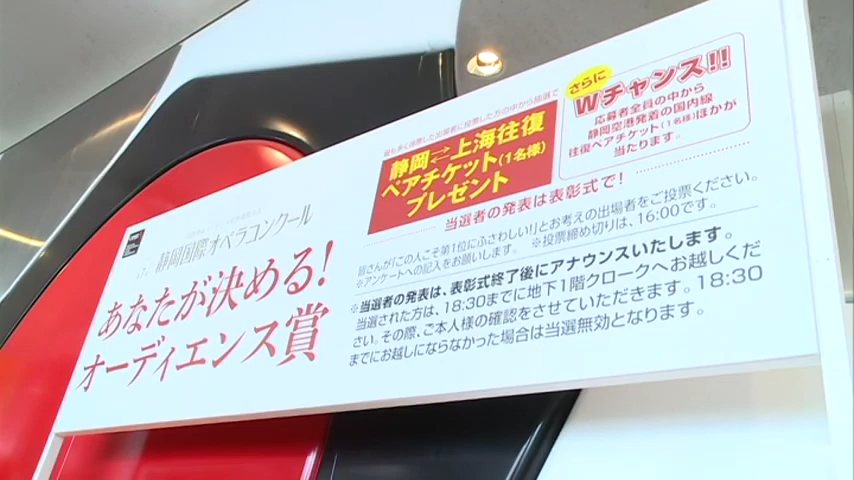 静岡国際オペラコンクール
あなたが決める!
オーディエンス賞
静岡⇄上海往復
ペアチケット(1名様)
プレゼント
当選者の発表は表彰式で!
さらに
Wチャンス!!
応募者全員の中から
静岡空港発着の国内線
往復ペアチケット(1名様)ほかが
当たります。
皆さんが「この人こそ第1位にふさわしい!」とお考えの出場者をご投票ください。
※アンケートへの記入をお願いします。 ※投票締め切りは、16:00です。
※当選者の発表は、表彰式終了後にアナウンスいたします。
当選された方は、18:30までに地下1階クロークへお越しくだ
さい。その際、ご本人様の確認をさせていただきます。18:30
までにお越しにならなかった場合は当選無効となります。